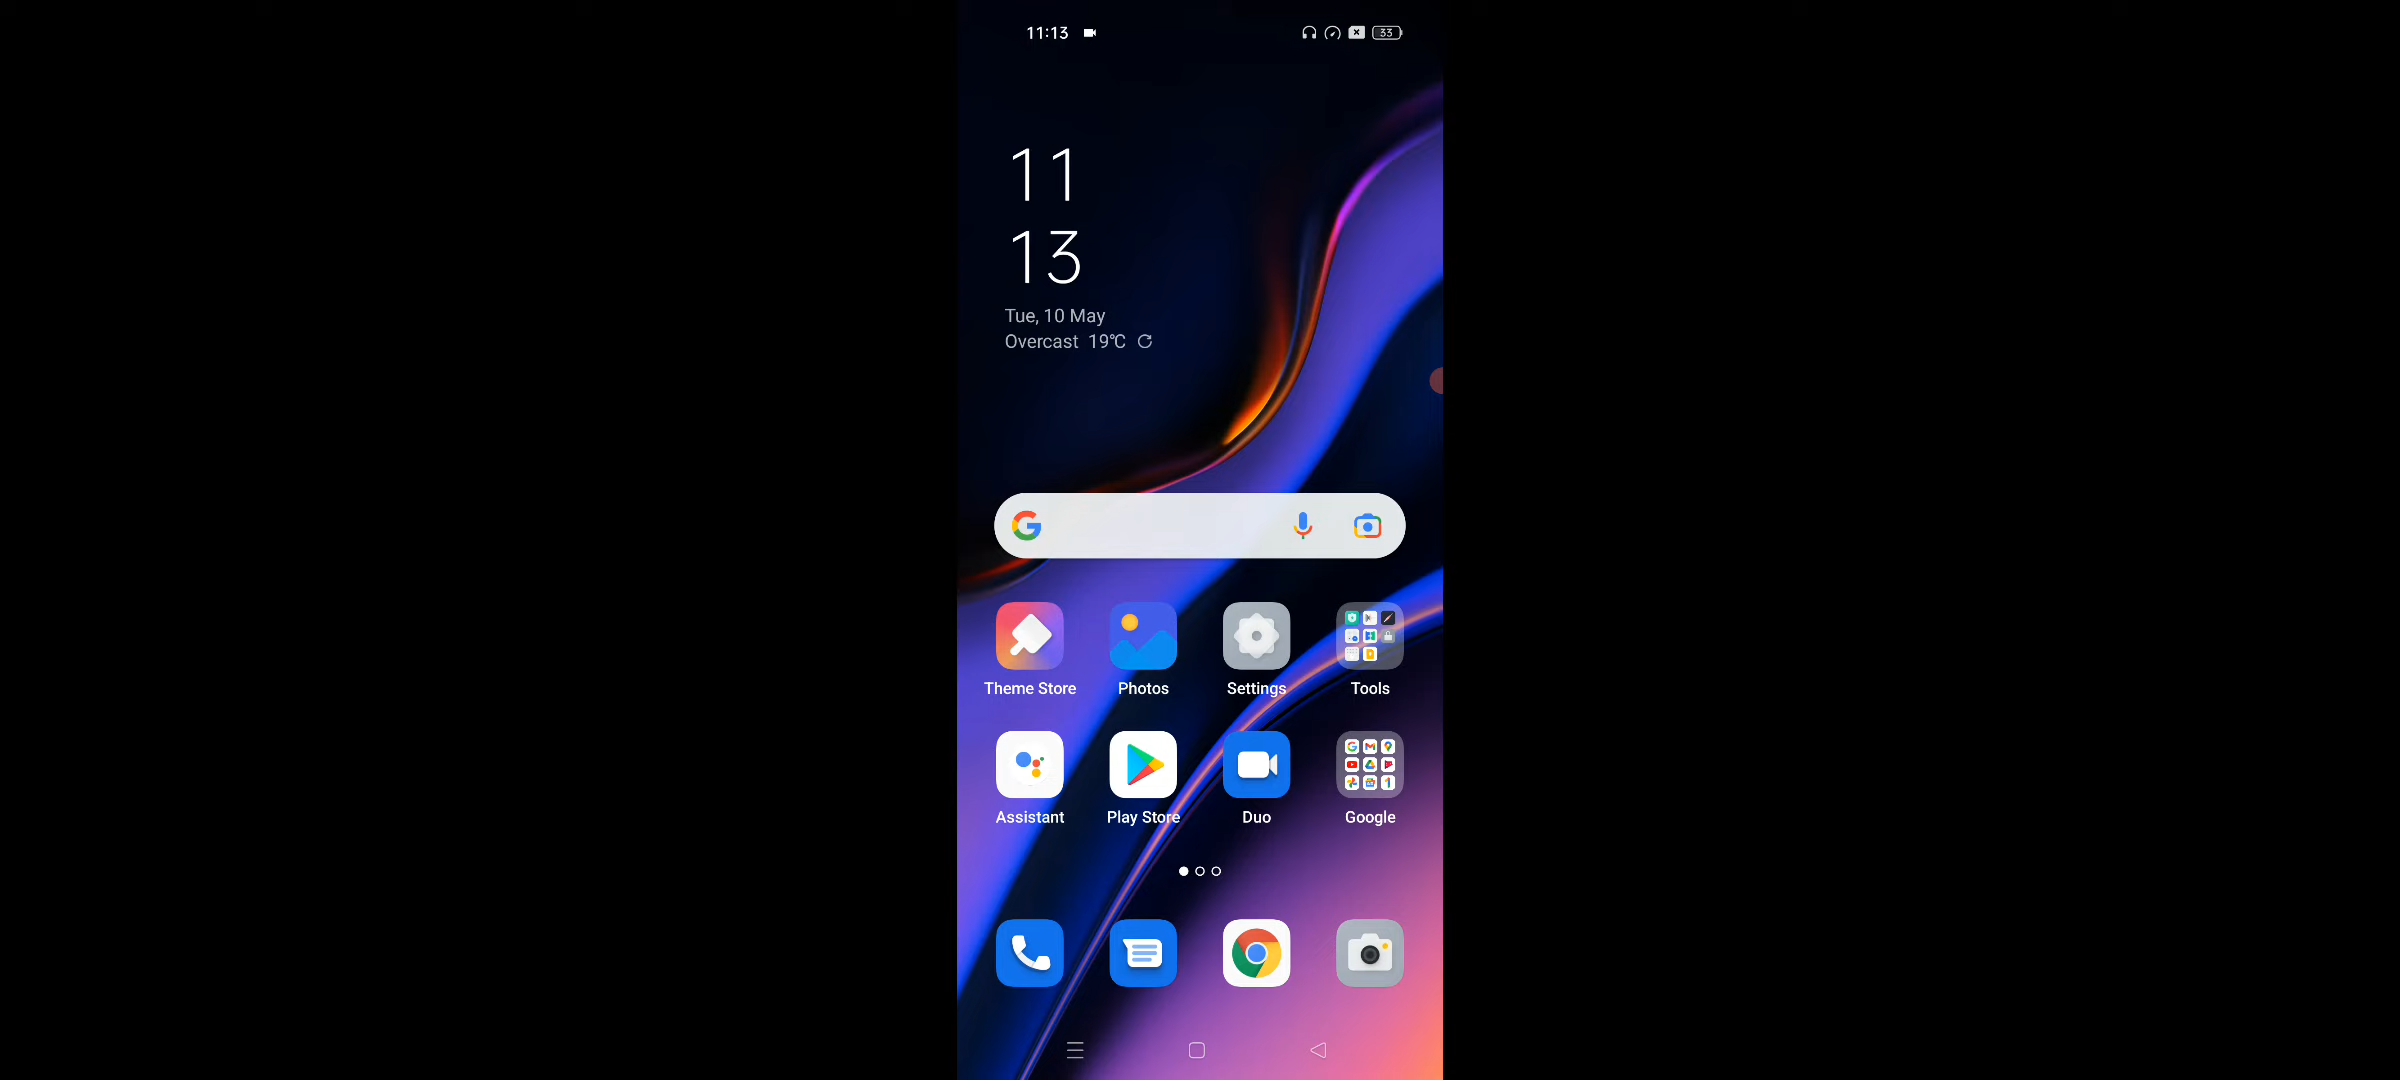 11:13
33
11
13
Tue, 10 May
Overcast 19°C
Theme Store
Photos
Settings
Tools
Assistant
Play Store
Duo
Google